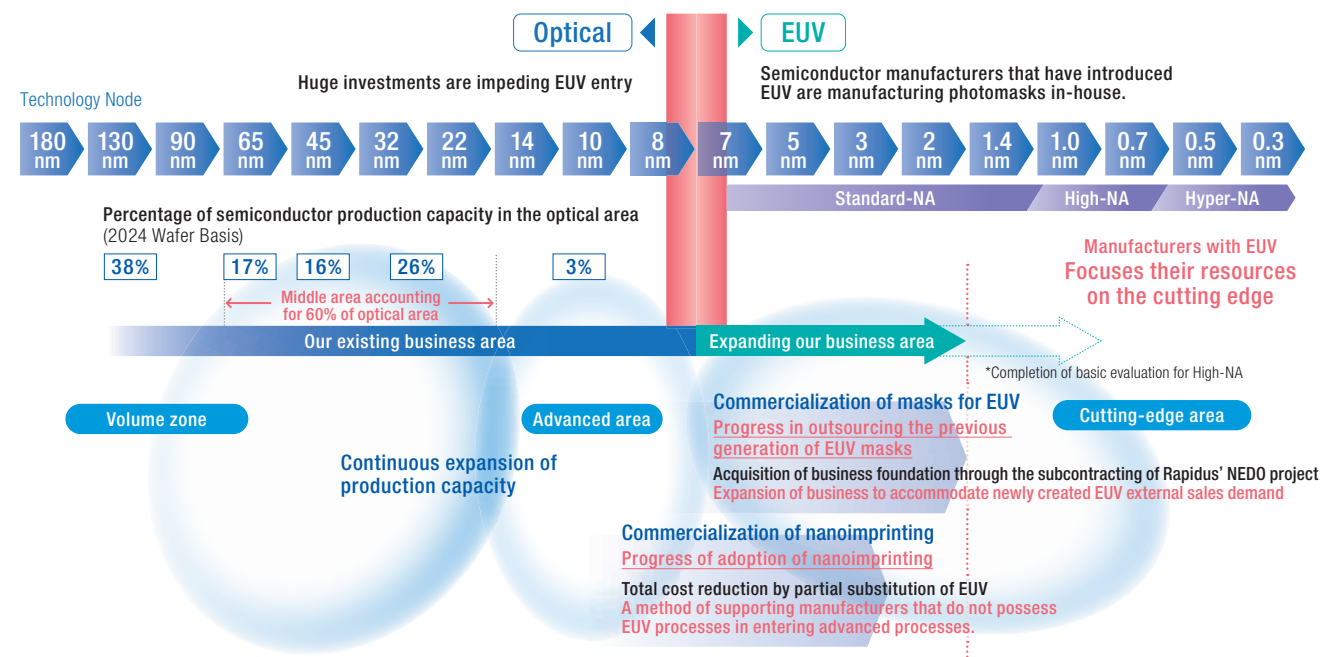 Optical
EUV
Huge investments are impeding EUV entry
Semiconductor manufacturers that have introduced
EUV are manufacturing photomasks in-house.
Technology Node
180 nm
130 nm
90 nm
65 nm
45 nm
32 nm
22 nm
14 nm
10 nm
8 nm
7 nm
5 nm
3 nm
2 nm
1.4 nm
1.0 nm
0.7 nm
0.5 nm
0.3 nm
Standard-NA
High-NA
Hyper-NA
Percentage of semiconductor production capacity in the optical area
(2024 Wafer Basis)
38%
17%
16%
26%
3%
Middle area accounting
for 60% of optical area
Manufacturers with EUV
Focuses their resources
on the cutting edge
Our existing business area
Expanding our business area
*Completion of basic evaluation for High-NA
Volume zone
Advanced area
Cutting-edge area
Continuous expansion of
production capacity
Commercialization of masks for EUV
Progress in outsourcing the previous
generation of EUV masks
Acquisition of business foundation through the subcontracting of Rapidus' NEDO project
Expansion of business to accommodate newly created EUV external sales demand
Commercialization of nanoimprinting
Progress of adoption of nanoimprinting
Total cost reduction by partial substitution of EUV
A method of supporting manufacturers that do not possess
EUV processes in entering advanced processes.